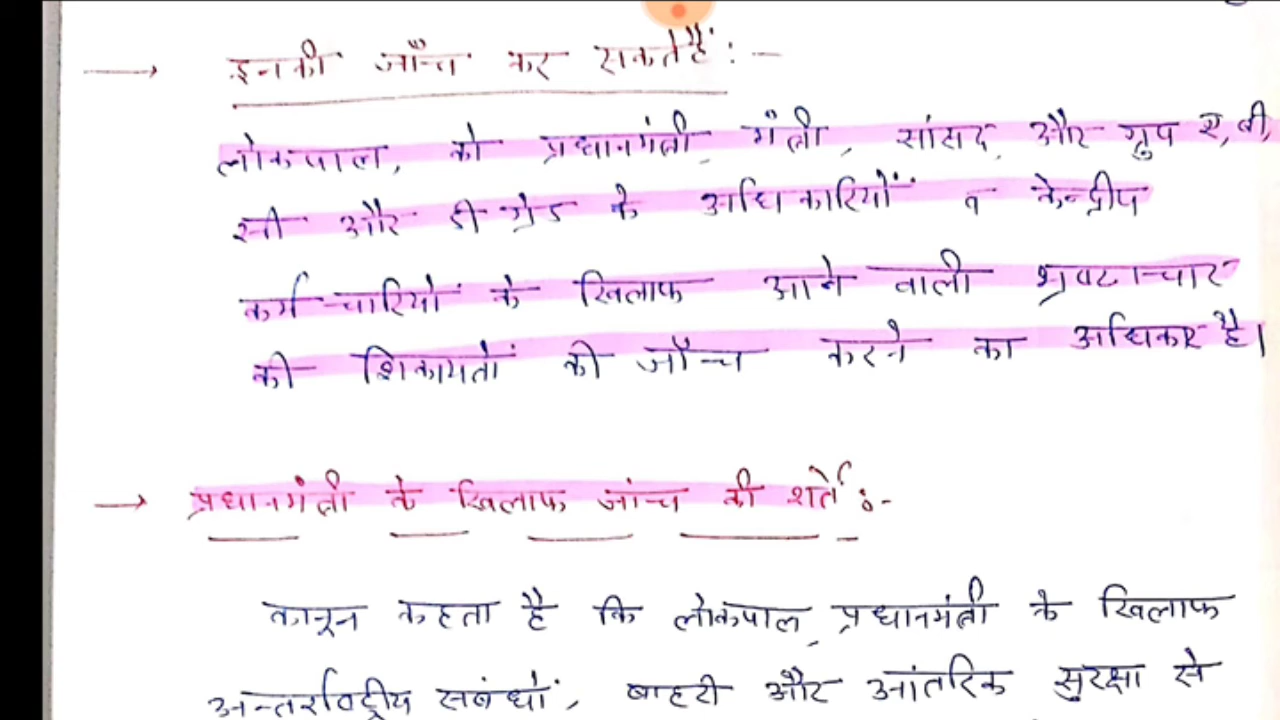 → इनकी जाँच कर सकते हैं :-
लोकपाल, को प्रधानमंत्री, मंत्री, सांसद, और ग्रुप ए, बी,
सी और डी ग्रेड के अधिकारियों व केन्द्रीय
कर्मचारियों के खिलाफ आने वाली भ्रष्टाचार
की शिकायतों की जाँच करने का अधिकार है।
→ प्रधानमंत्री के खिलाफ जांच की शर्तें :-
कानून कहता है कि लोकपाल, प्रधानमंत्री के खिलाफ
अन्तर्राष्ट्रीय संबंधों, बाहरी और आंतरिक सुरक्षा से